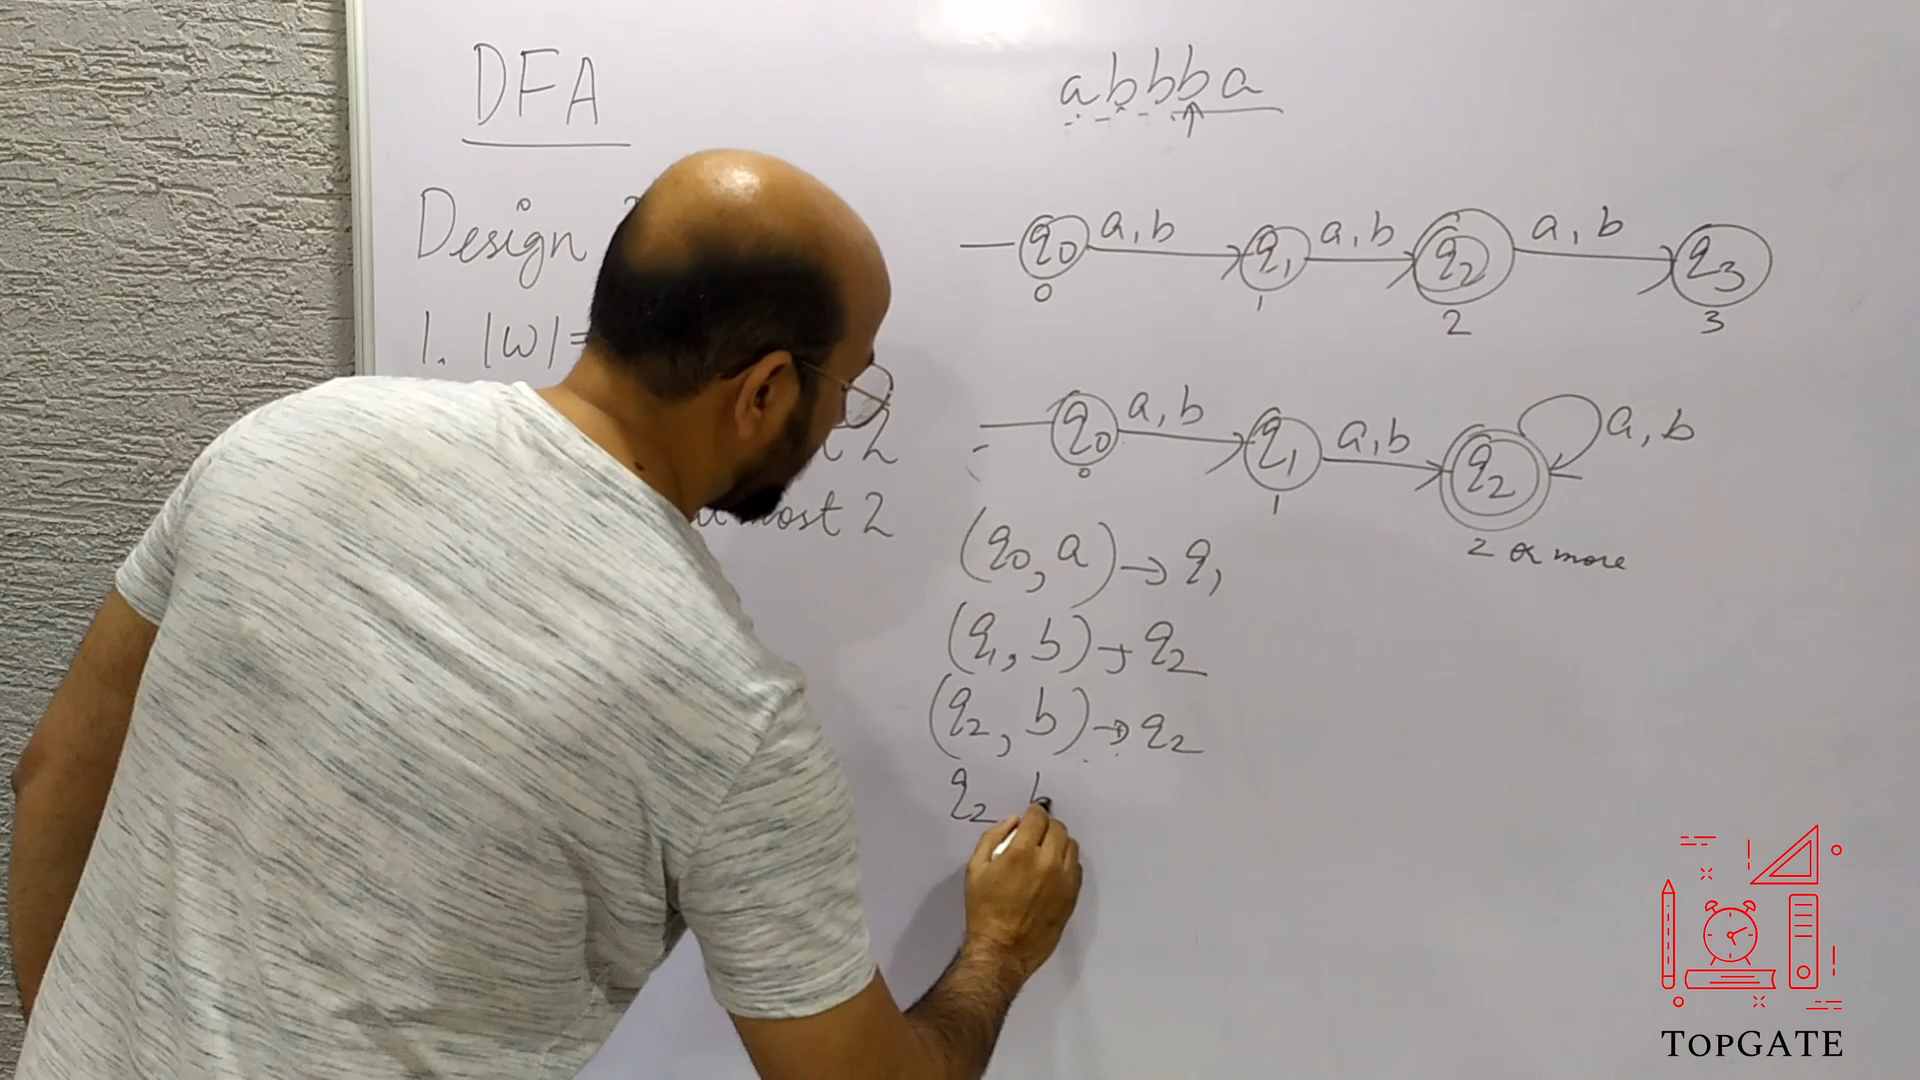 DFA
abbbba
Design
q0 a,b q1 a,b q2 a,b q3
0 1 2 3
1. |w|=
q0 a,b q1 a,b q2 a,b
0 1
2 or more
2
most 2
(q0, a) → q1
(q1, b) → q2
(q2, b) → q2
q2 b
TOPGATE